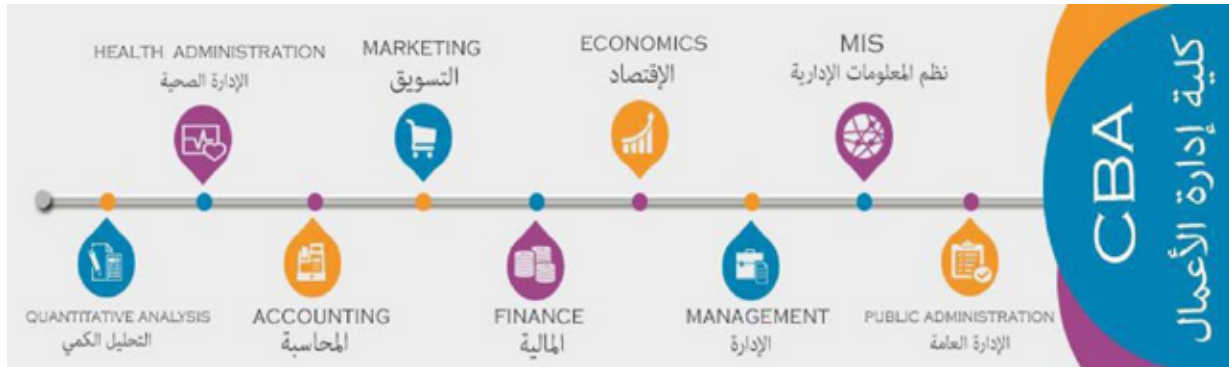 HEALTH ADMINISTRATION
الإدارة الصحية
MARKETING
التسويق
ECONOMICS
الإقتصاد
MIS
نظم المعلومات الإدارية
QUANTITATIVE ANALYSIS
التحليل الكمي
ACCOUNTING
المحاسبة
FINANCE
المالية
MANAGEMENT
الإدارة
PUBLIC ADMINISTRATION
الإدارة العامة
CBA
كلية إدارة الأعمال